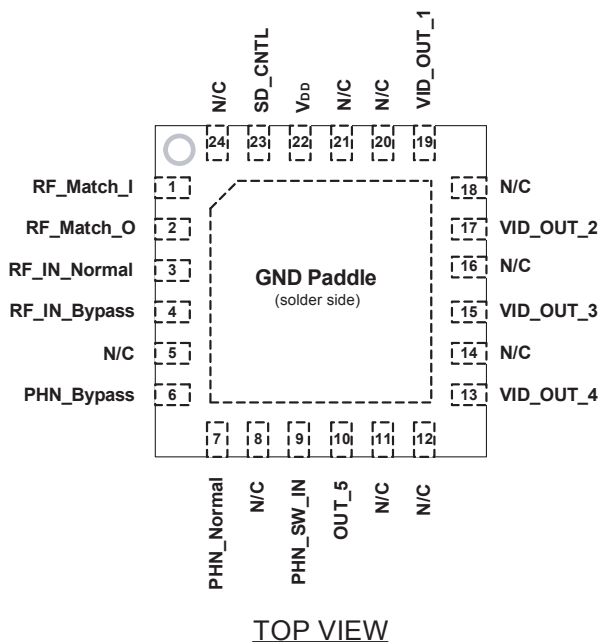 N/C
SD_CNTL
VDD
N/C
N/C
VID_OUT_1
24
23
22
21
20
19
RF_Match_I
1
RF_Match_O
2
RF_IN_Normal
3
RF_IN_Bypass
4
N/C
5
PHN_Bypass
6
GND Paddle
(solder side)
18 N/C
17 VID_OUT_2
16 N/C
15 VID_OUT_3
14 N/C
13 VID_OUT_4
7
8
9
10
11
12
PHN_Normal
N/C
PHN_SW_IN
OUT_5
N/C
N/C
TOP VIEW